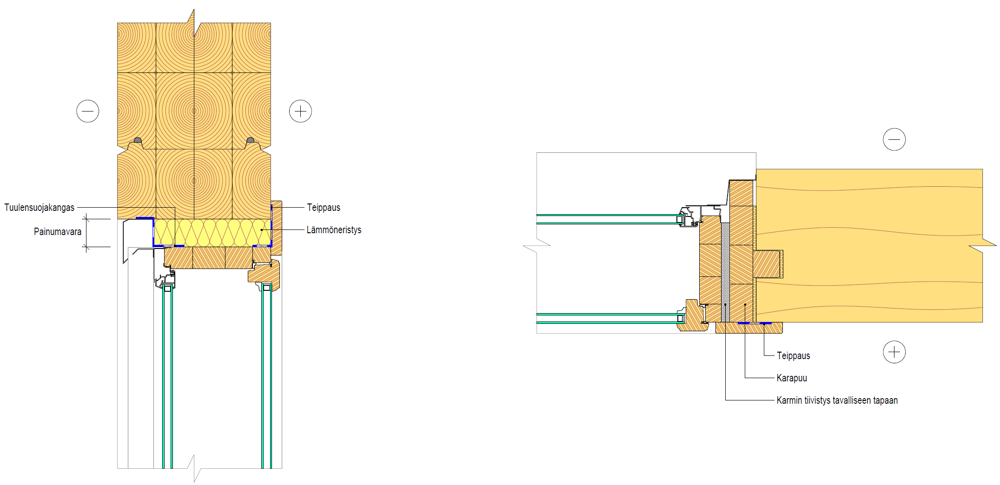 Tuulensuojakangas
Painumavara
Teippaus
Lämmöneristys
Teippaus
Karapuu
Karmin tiivistys tavalliseen tapaan